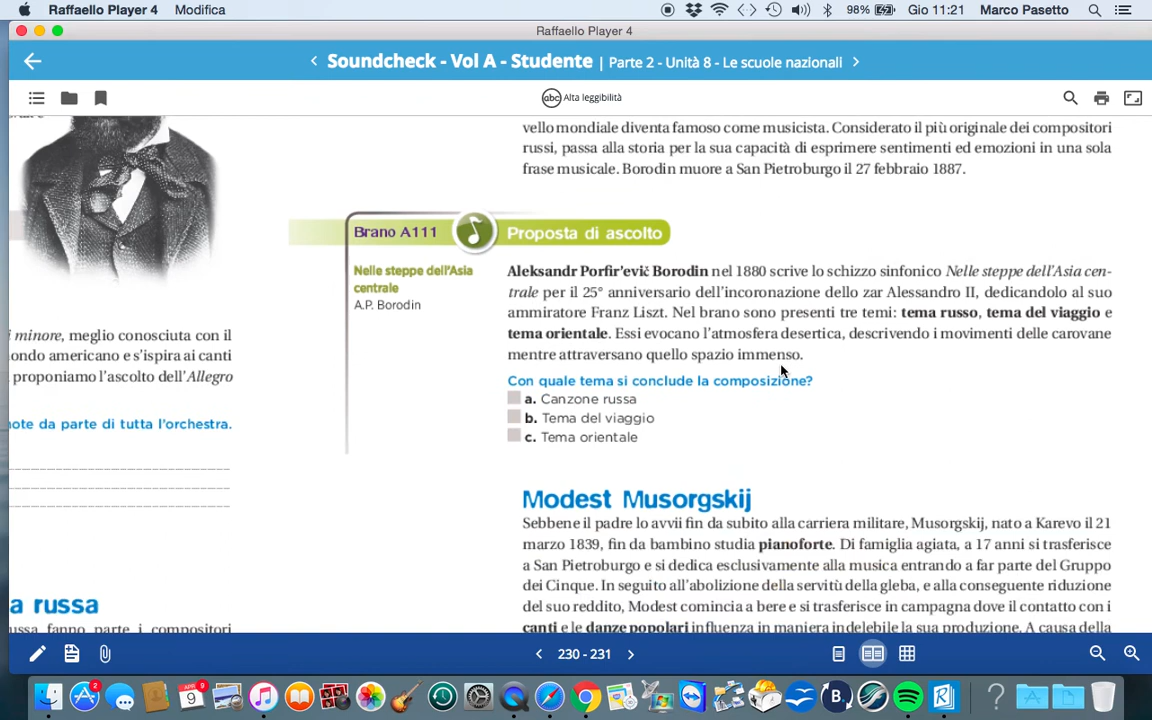 Raffaello Player 4 Modifica 98% Gio 11:21 Marco Pasetto
Raffaello Player 4
Soundcheck - Vol A - Studente | Parte 2 - Unità 8 - Le scuole nazionali
abc Alta leggibilità
vello mondiale diventa famoso come musicista. Considerato il più originale dei compositori
russi, passa alla storia per la sua capacità di esprimere sentimenti ed emozioni in una sola
frase musicale. Borodin muore a San Pietroburgo il 27 febbraio 1887.
Brano A111 Proposta di ascolto
Nelle steppe dell'Asia
centrale
A.P. Borodin
Aleksandr Porfir'evič Borodin nel 1880 scrive lo schizzo sinfonico Nelle steppe dell'Asia cen-
trale per il 25° anniversario dell'incoronazione dello zar Alessandro II, dedicandolo al suo
ammiratore Franz Liszt. Nel brano sono presenti tre temi: tema russo, tema del viaggio e
tema orientale. Essi evocano l'atmosfera desertica, descrivendo i movimenti delle carovane
mentre attraversano quello spazio immenso.
Con quale tema si conclude la composizione?
a. Canzone russa
b. Tema del viaggio
c. Tema orientale
i minore, meglio conosciuta con il
ondo americano e s'ispira ai canti
proponiamo l'ascolto dell'Allegro
note da parte di tutta l'orchestra.
a russa
ussa fanno parte i compositori
Modest Musorgskij
Sebbene il padre lo avvii fin da subito alla carriera militare, Musorgskij, nato a Karevo il 21
marzo 1839, fin da bambino studia pianoforte. Di famiglia agiata, a 17 anni si trasferisce
a San Pietroburgo e si dedica esclusivamente alla musica entrando a far parte del Gruppo
dei Cinque. In seguito all'abolizione della servitù della gleba, e alla conseguente riduzione
del suo reddito, Modest comincia a bere e si trasferisce in campagna dove il contatto con i
canti e le danze popolari influenza in maniera indelebile la sua produzione. A causa della
230 - 231